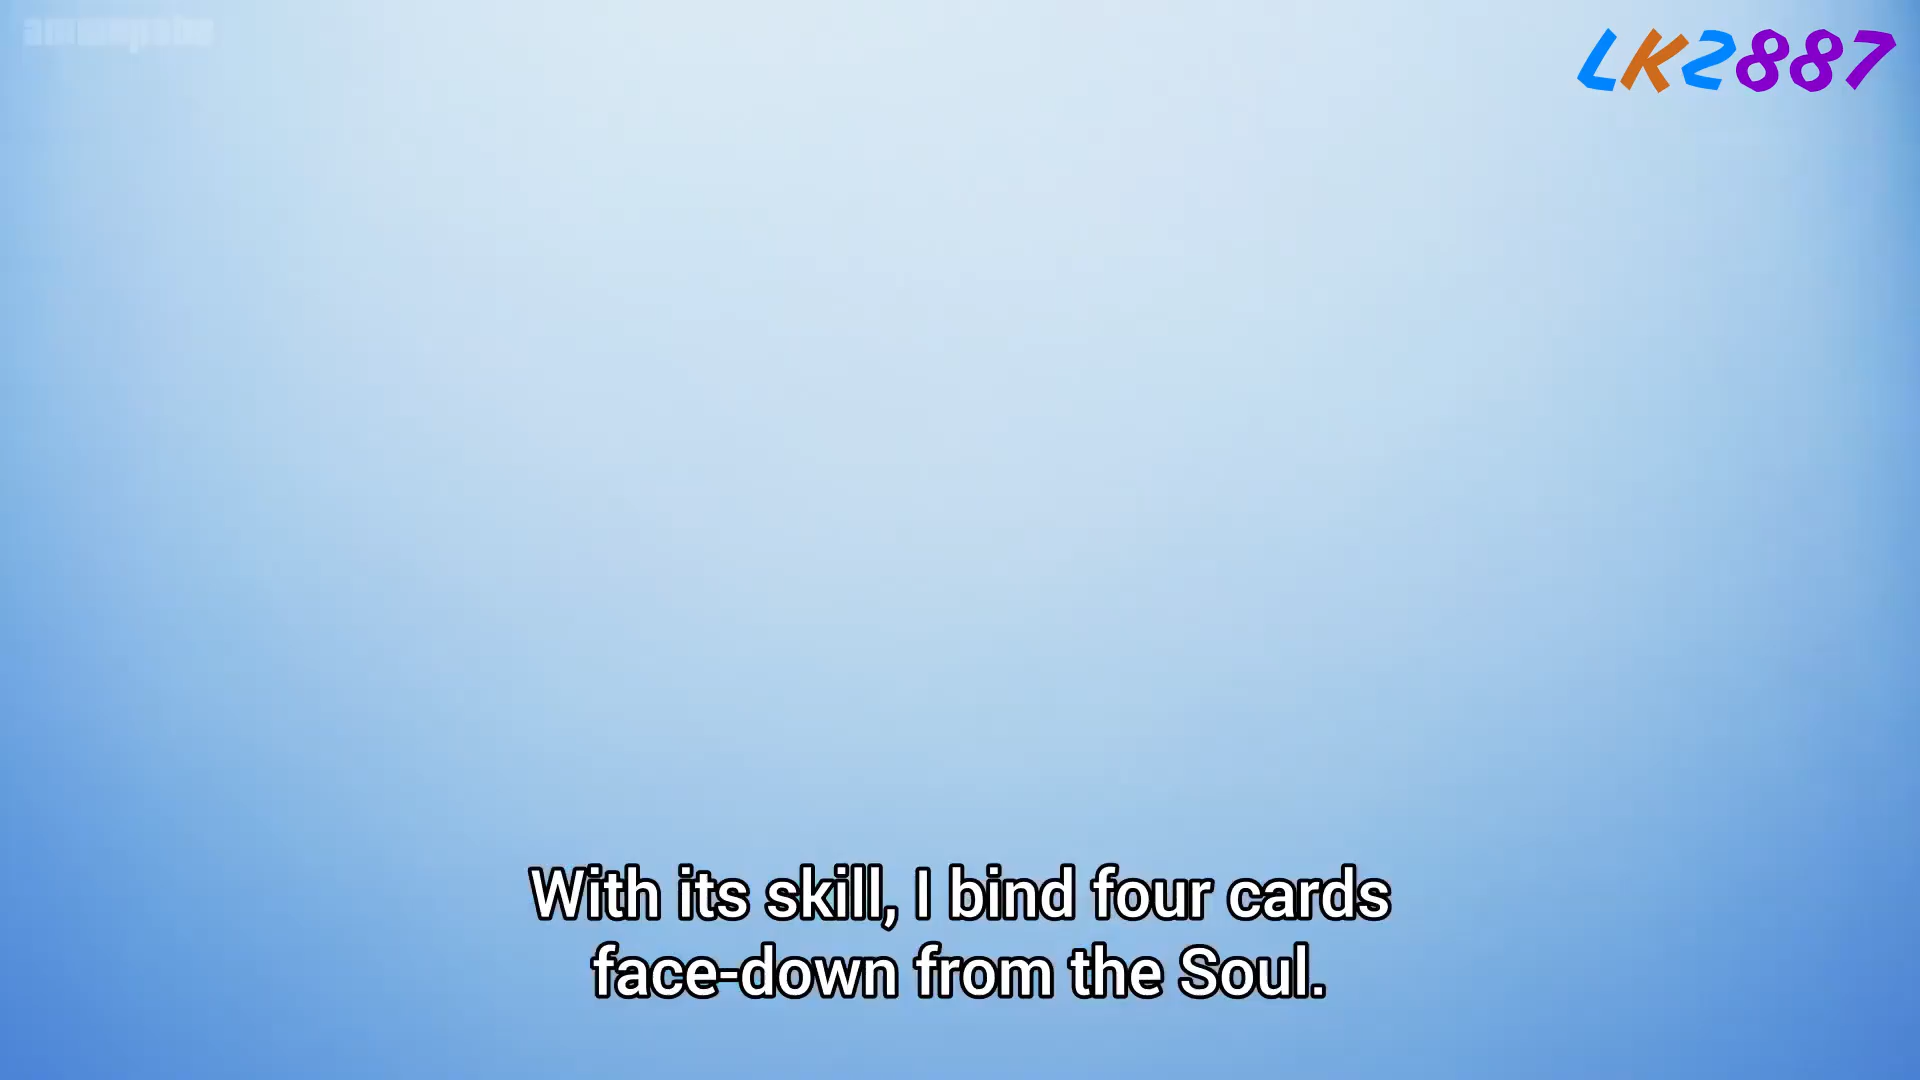 LK2887
With its skill, I bind four cards
face-down from the Soul.